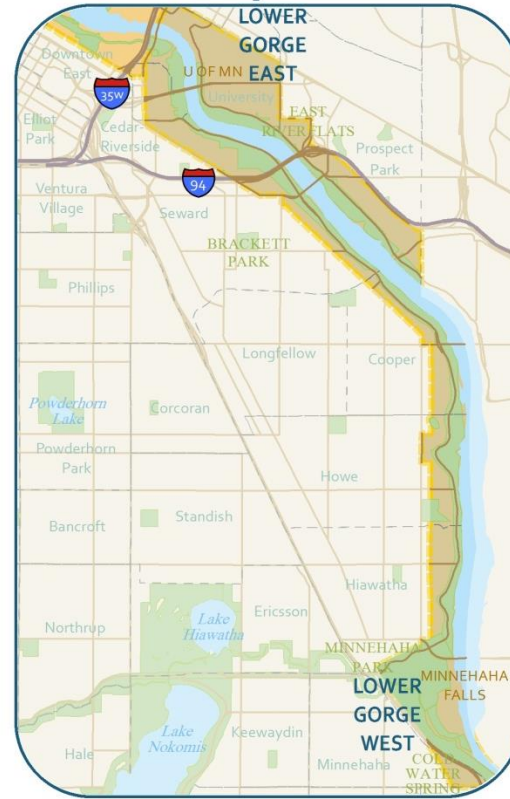 LOWER
GORGE
EAST
Downtown
East
U OF MN
University
35W
Elliot
Park
Cedar-
Riverside
EAST
RIVER FLATS
Prospect
Park
94
Ventura
Village
Seward
BRACKETT
PARK
Phillips
Longfellow
Cooper
Powderhorn
Lake
Corcoran
Powderhorn
Park
Howe
Bancroft
Standish
Hiawatha
Lake
Hiawatha
Ericsson
Northrup
MINNEHAHA
PARK
MINNEHAHA
FALLS
LOWER
GORGE
WEST
Lake
Nokomis
Keewaydin
Hale
Minnehaha
COLD
WATER
SPRING